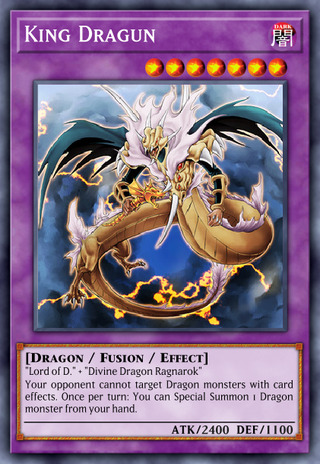 King Dragun
DARK
闇
[Dragon / Fusion / Effect]
"Lord of D." + "Divine Dragon Ragnarok"
Your opponent cannot target Dragon monsters with card
effects. Once per turn: You can Special Summon 1 Dragon
monster from your hand.
ATK/2400 DEF/1100